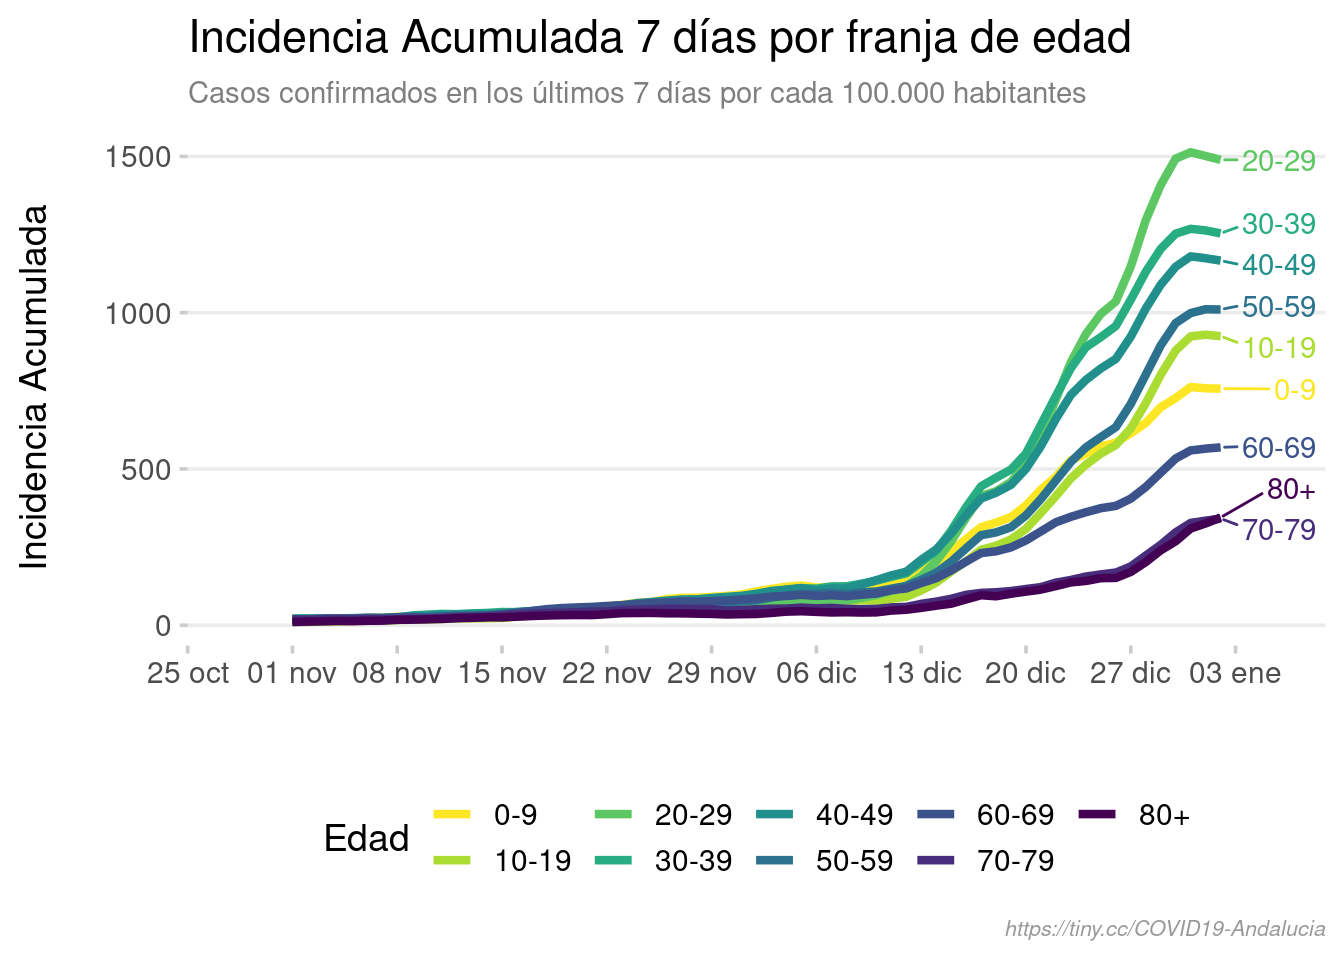 Incidencia Acumulada 7 días por franja de edad
Casos confirmados en los últimos 7 días por cada 100.000 habitantes
Incidencia Acumulada
1500
1000
500
0
20-29
30-39
40-49
50-59
10-19
0-9
60-69
80+
70-79
25 oct 01 nov 08 nov 15 nov 22 nov 29 nov 06 dic 13 dic 20 dic 27 dic 03 ene
Edad
0-9 20-29 40-49 60-69 80+
10-19 30-39 50-59 70-79
https://tiny.cc/COVID19-Andalucia